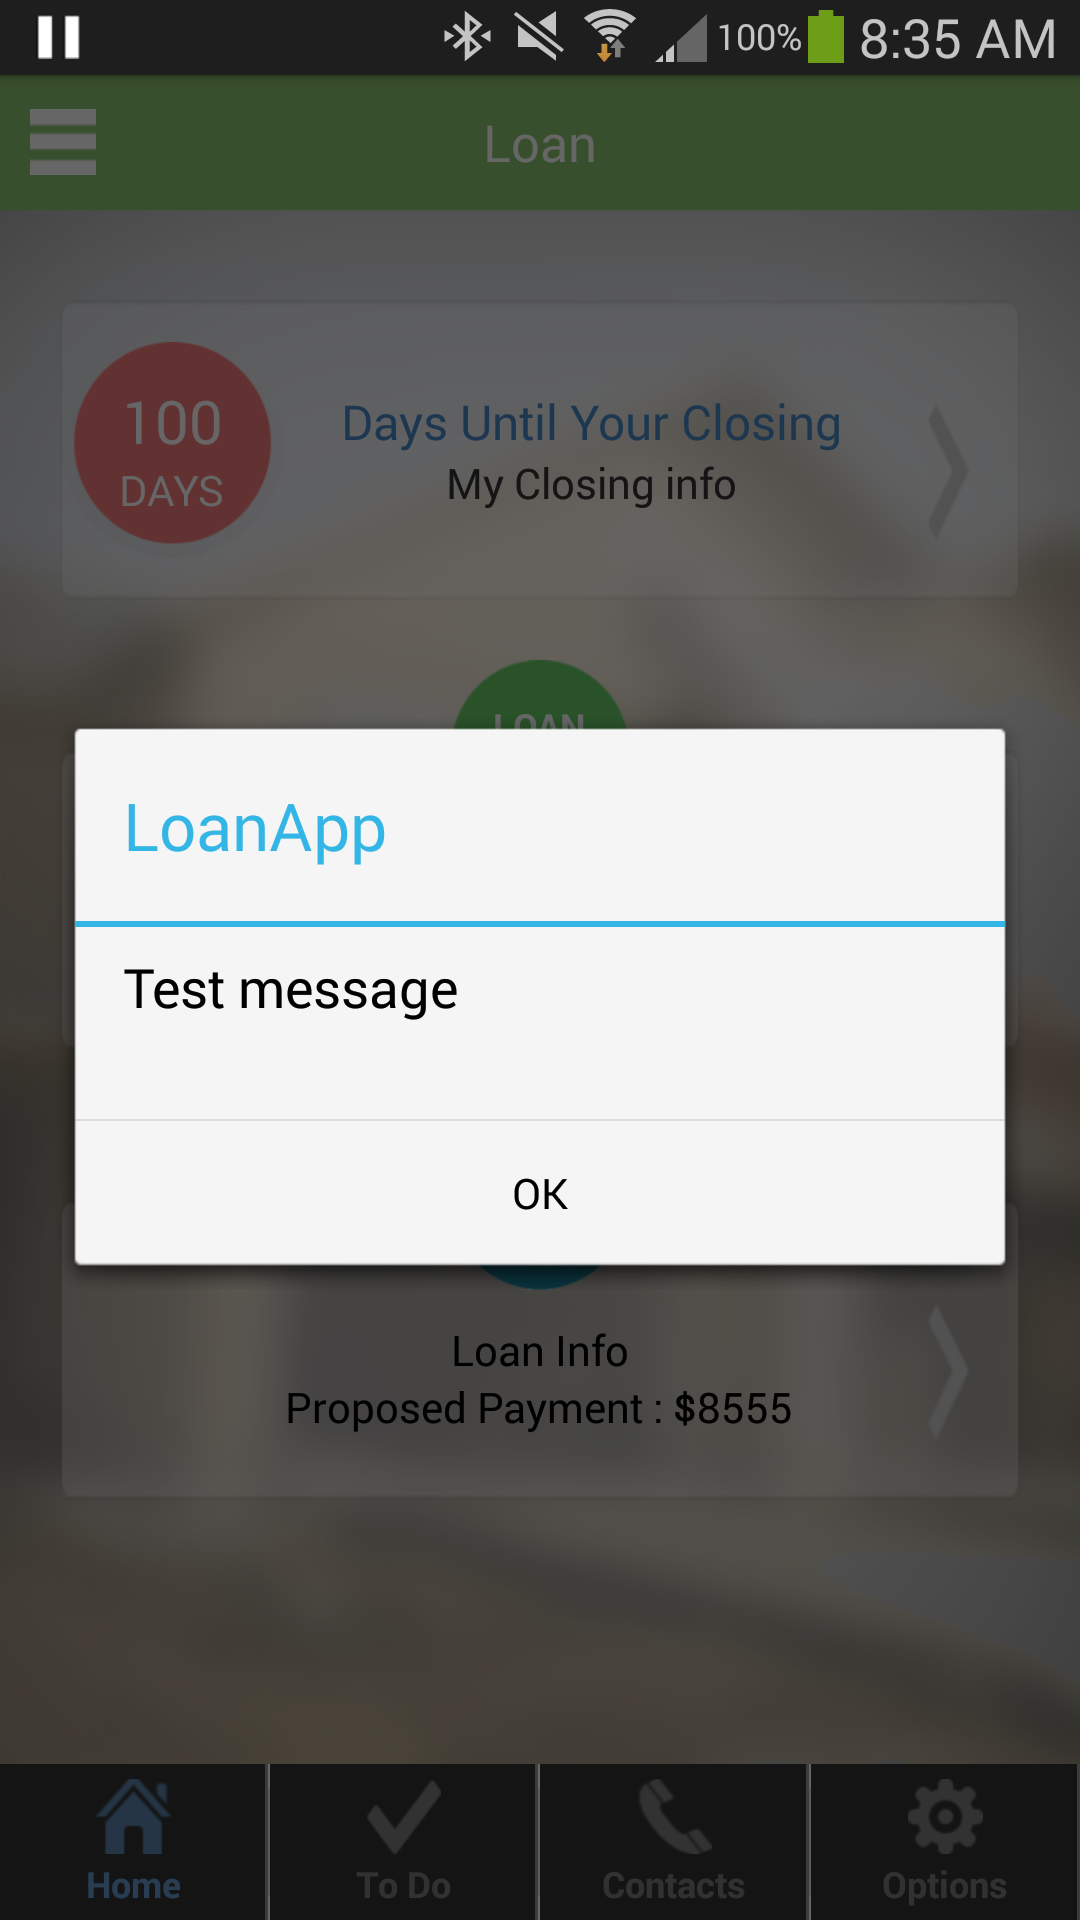 100% 8:35 AM
Loan
100
DAYS
Days Until Your Closing
My Closing info
LOAN
LoanApp
Test message
OK
Loan Info
Proposed Payment : $8555
Home
To Do
Contacts
Options